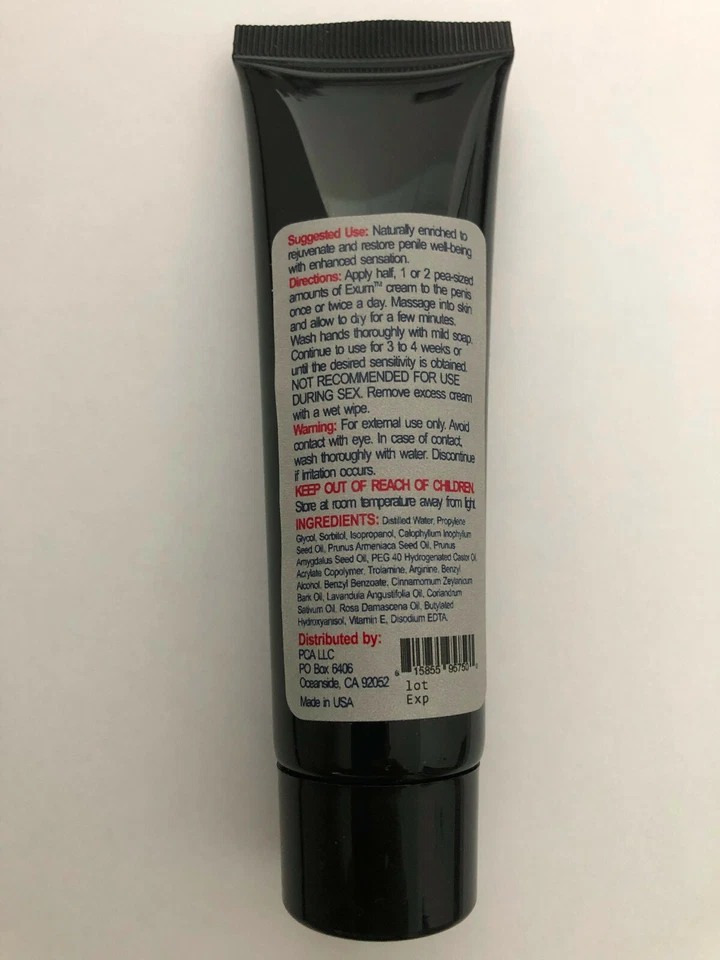 Suggested Use: Naturally enriched to
rejuvenate and restore penile well-being
with enhanced sensation.
Directions: Apply half, 1 or 2 pea-sized
amounts of Exum™ cream to the penis
once or twice a day. Massage into skin
and allow to dry for a few minutes.
Wash hands thoroughly with mild soap.
Continue to use for 3 to 4 weeks or
until the desired sensitivity is obtained.
NOT RECOMMENDED FOR USE
DURING SEX. Remove excess cream
with a wet wipe.
Warning: For external use only. Avoid
contact with eye. In case of contact,
wash thoroughly with water. Discontinue
if irritation occurs.
KEEP OUT OF REACH OF CHILDREN.
Store at room temperature away from light.
INGREDIENTS: Distilled Water, Propylene
Glycol, Sorbitol, Isopropanol, Calophyllum Inophyllum
Seed Oil, Prunus Armeniaca Seed Oil, Prunus
Amygdalus Seed Oil, PEG 40 Hydrogenated Castor Oil,
Acrylate Copolymer, Trolamine, Arginine, Benzyl
Alcohol, Benzyl Benzoate, Cinnamomum Zeylanicum
Bark Oil, Lavandula Angustifolia Oil, Coriandrum
Sativum Oil, Rosa Damascena Oil, Butylated
Hydroxyanisol, Vitamin E, Disodium EDTA.
Distributed by:
PCA LLC
PO Box 6406
Oceanside, CA 92052
Made in USA
6 15855 95750
lot
Exp